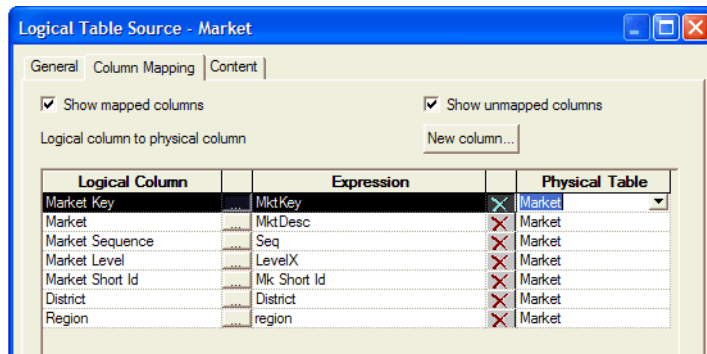 Logical Table Source - Market
General Column Mapping Content
Show mapped columns Show unmapped columns
Logical column to physical column New column...
Logical Column Expression Physical Table
Market Key ... MktKey Market
Market ... MktDesc Market
Market Sequence ... Seq Market
Market Level ... LevelX Market
Market Short Id ... Mk Short Id Market
District ... District Market
Region ... region Market